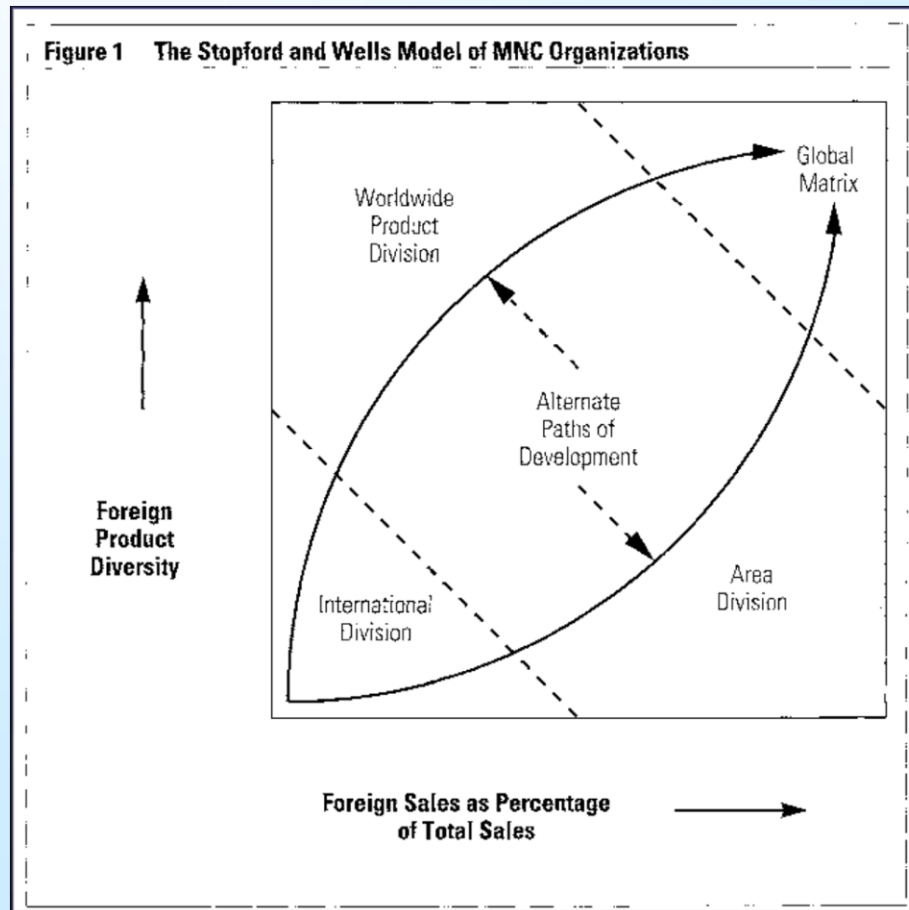 Figure 1 The Stopford and Wells Model of MNC Organizations
Global
Matrix
Worldwide
Product
Division
Alternate
Paths of
Development
Foreign
Product
Diversity
International
Division
Area
Division
Foreign Sales as Percentage
of Total Sales